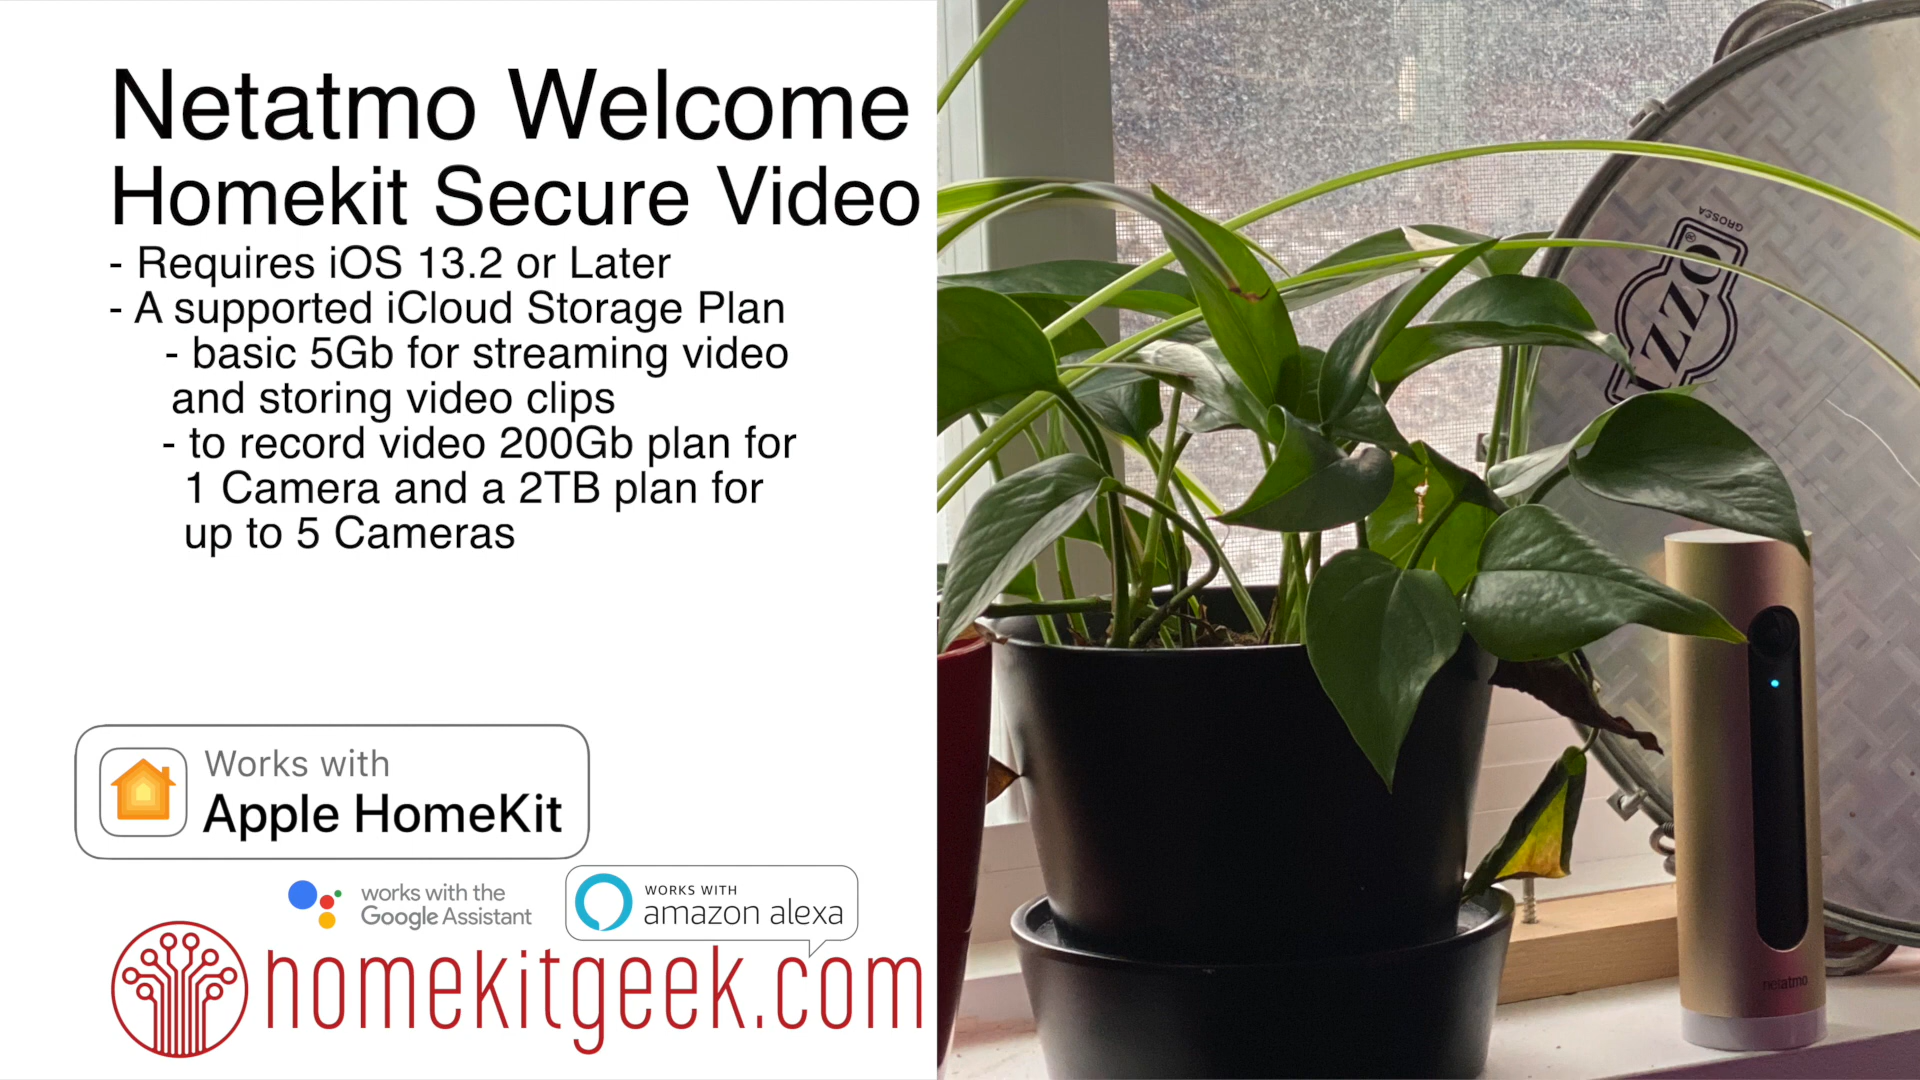 Netatmo Welcome
Homekit Secure Video
- Requires iOS 13.2 or Later
- A supported iCloud Storage Plan
- basic 5Gb for streaming video
and storing video clips
- to record video 200Gb plan for
1 Camera and a 2TB plan for
up to 5 Cameras
Works with
Apple HomeKit
works with the
Google Assistant
WORKS WITH
amazon alexa
homekitgeek.com
GROSCA
IZZO
®
netatmo